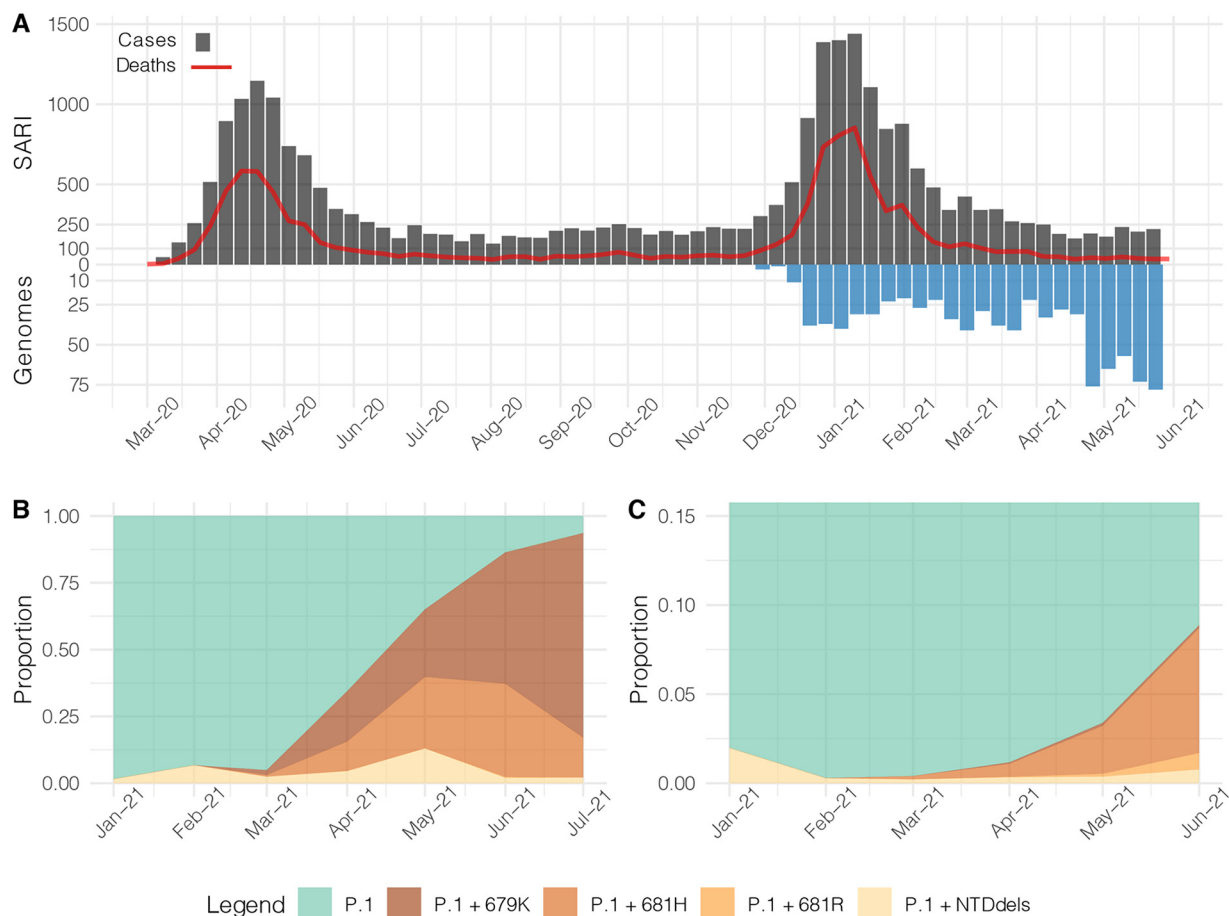 A
Cases
Deaths
SARI
1500
1000
500
250
100
0
Genomes
10
25
50
75
Mar–20
Apr–20
May–20
Jun–20
Jul–20
Aug–20
Sep–20
Oct–20
Nov–20
Dec–20
Jan–21
Feb–21
Mar–21
Apr–21
May–21
Jun–21
B
Proportion
1.00
0.75
0.50
0.25
0.00
Jan–21
Feb–21
Mar–21
Apr–21
May–21
Jun–21
Jul–21
C
Proportion
0.15
0.10
0.05
0.00
Jan–21
Feb–21
Mar–21
Apr–21
May–21
Jun–21
Legend P.1 P.1 + 679K P.1 + 681H P.1 + 681R P.1 + NTDdels